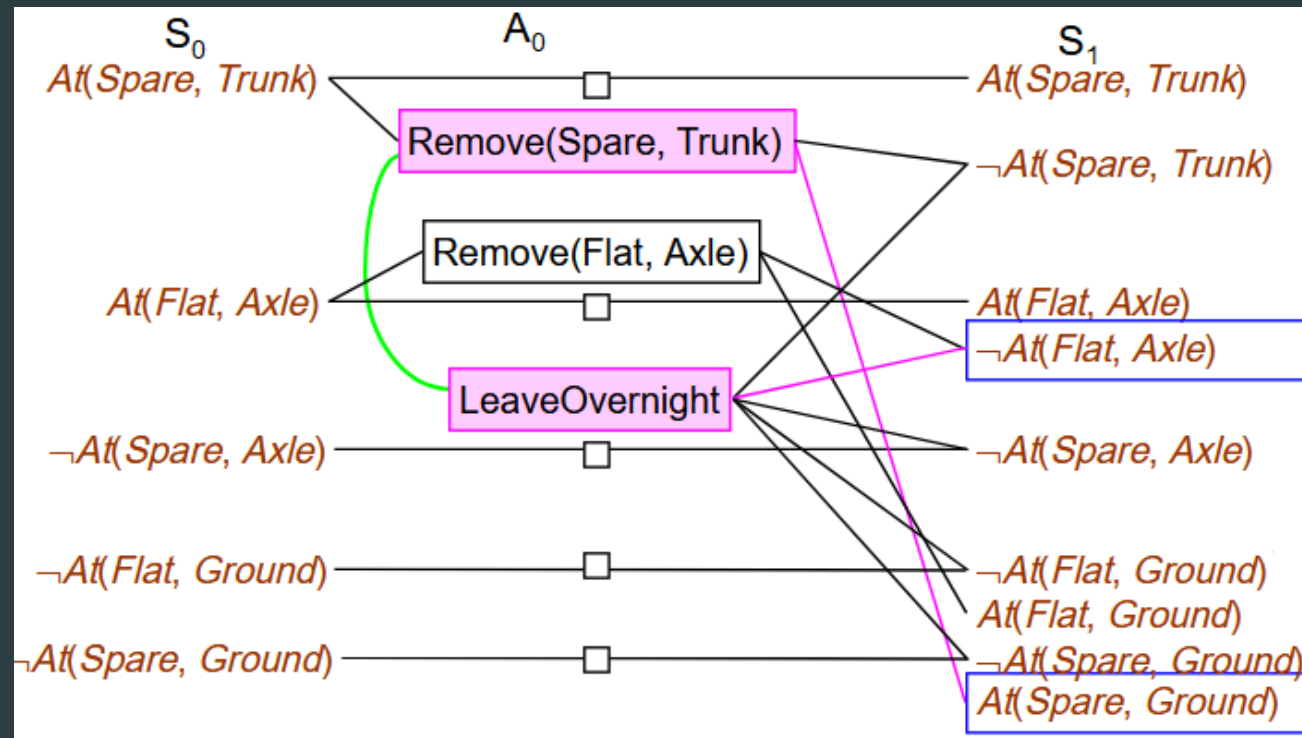 S₀
A₀
S₁
At(Spare, Trunk)
At(Spare, Trunk)
Remove(Spare, Trunk)
¬At(Spare, Trunk)
Remove(Flat, Axle)
At(Flat, Axle)
At(Flat, Axle)
¬At(Flat, Axle)
LeaveOvernight
¬At(Spare, Axle)
¬At(Spare, Axle)
¬At(Flat, Ground)
¬At(Flat, Ground)
At(Flat, Ground)
¬At(Spare, Ground)
¬At(Spare, Ground)
At(Spare, Ground)